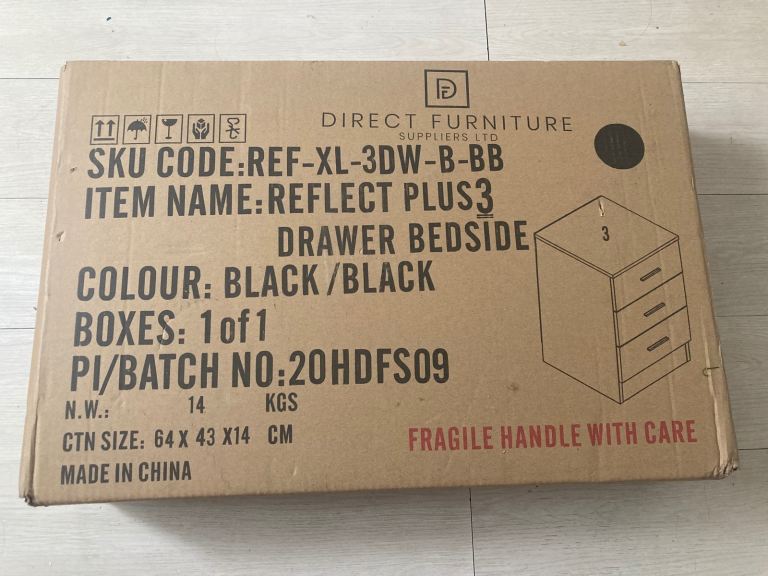 DIRECT FURNITURE
SUPPLIERS LTD
SKU CODE:REF-XL-3DW-B-BB
ITEM NAME:REFLECT PLUS3
DRAWER BEDSIDE
3
COLOUR: BLACK/BLACK
BOXES: 1of1
PI/BATCH NO:20HDFS09
N.W.: 14 KGS
CTN SIZE: 64 X 43 X14 CM
FRAGILE HANDLE WITH CARE
MADE IN CHINA